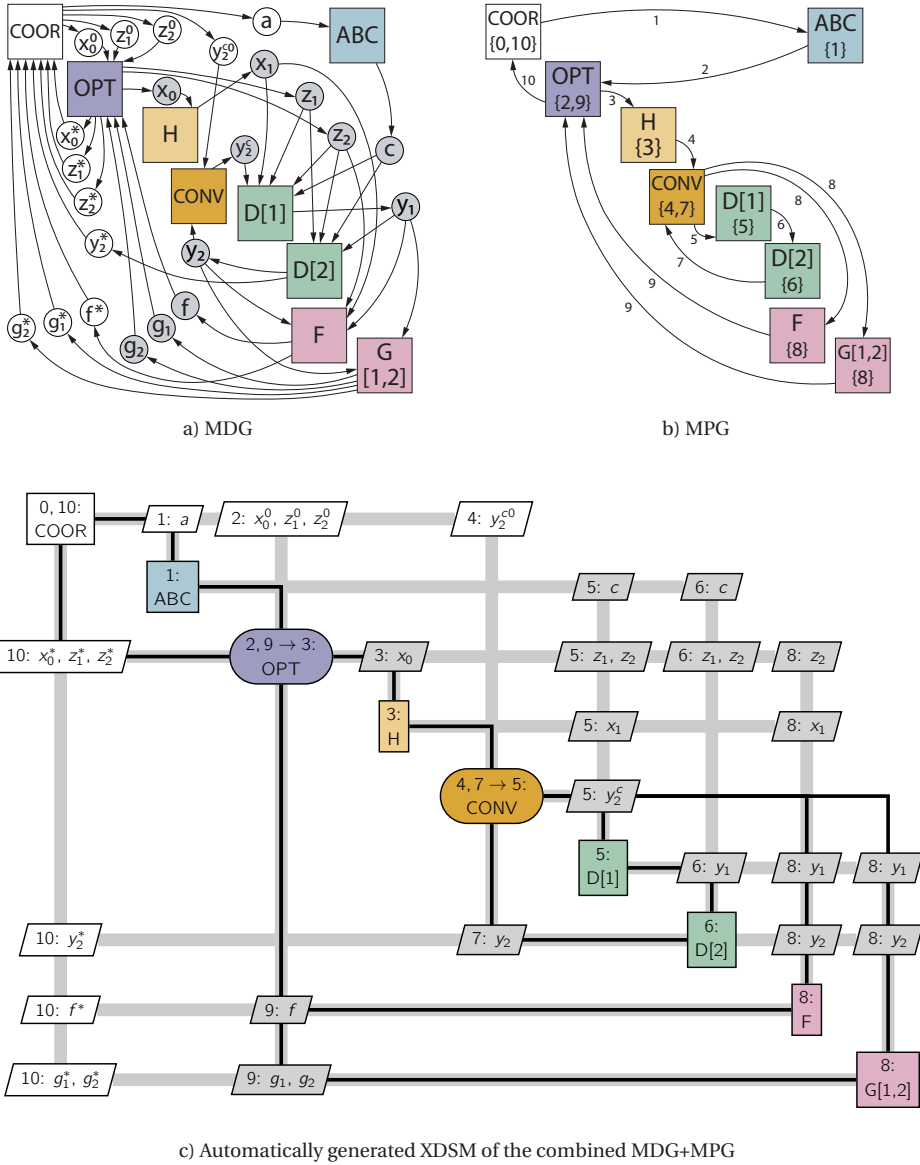 COOR
x₀⁰
z₁⁰
z₂⁰
a
ABC
y₂ᶜ⁰
OPT
x₀
x₁
z₁
z₂
H
c
x₀*
z₁*
z₂*
CONV
y₂ᶜ
D[1]
y₁
y₂*
y₂
D[2]
g₂*
g₁*
f*
g₂
g₁
f
F
G
[1,2]
a) MDG
COOR
{0,10}
1
ABC
{1}
2
10
OPT
{2,9}
3
H
{3}
4
CONV
{4,7}
8
8
5
D[1]
{5}
6
D[2]
{6}
7
9
9
F
{8}
G[1,2]
{8}
b) MPG
0, 10:
COOR
1: a
2: x₀⁰, z₁⁰, z₂⁰
4: y₂ᶜ⁰
1:
ABC
5: c
6: c
10: x₀*, z₁*, z₂*
2, 9 → 3:
OPT
3: x₀
5: z₁, z₂
6: z₁, z₂
8: z₂
3:
H
5: x₁
8: x₁
4, 7 → 5:
CONV
5: y₂ᶜ
5:
D[1]
6: y₁
8: y₁
8: y₁
10: y₂*
7: y₂
6:
D[2]
8: y₂
8: y₂
10: f*
9: f
8:
F
10: g₁*, g₂*
9: g₁, g₂
8:
G[1,2]
c) Automatically generated XDSM of the combined MDG+MPG